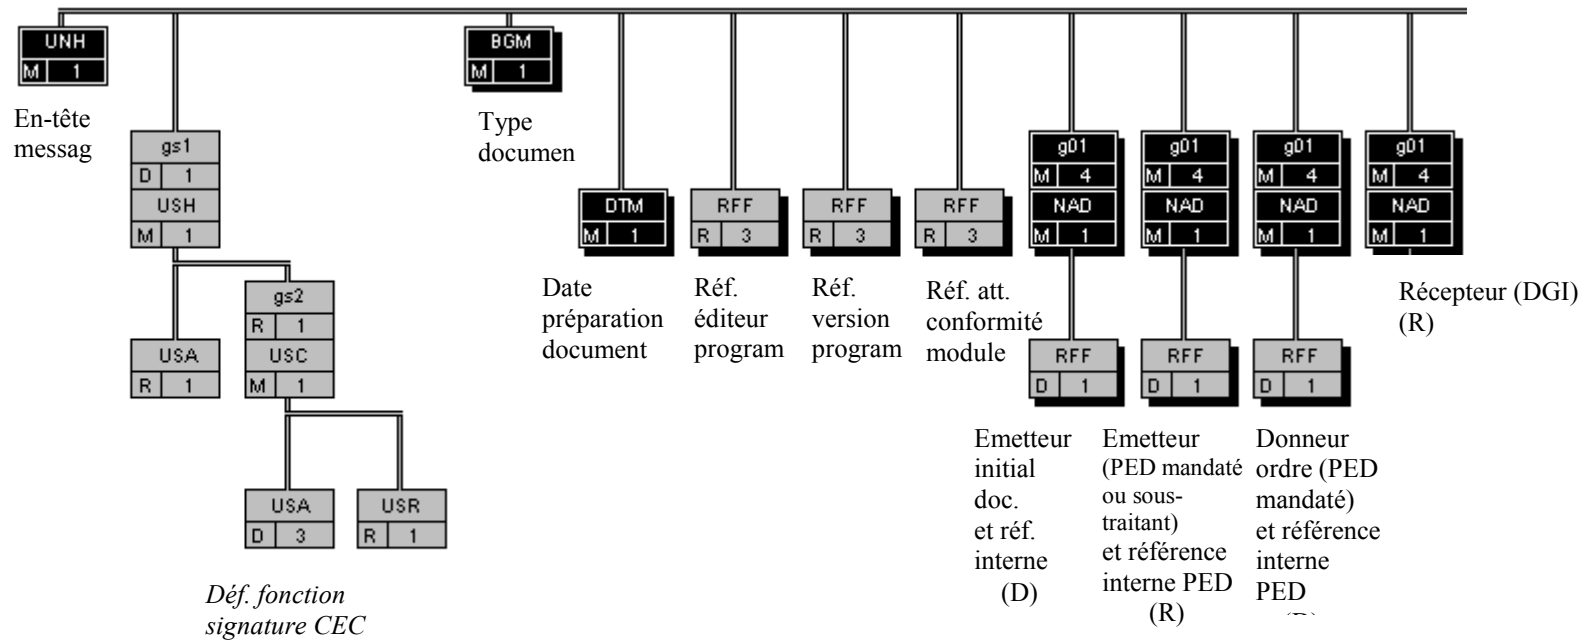 UNH
M 1
En-tête
messag
gs1
D 1
USH
M 1
USA
R 1
gs2
R 1
USC
M 1
USA
D 3
USR
R 1
Déf. fonction
signature CEC
BGM
M 1
Type
documen
DTM
M 1
Date
préparation
document
RFF
R 3
Réf.
éditeur
program
RFF
R 3
Réf.
version
program
RFF
R 3
Réf. att.
conformité
module
g01
M 4
NAD
M 1
RFF
D 1
Emetteur
initial
doc.
et réf.
interne
(D)
g01
M 4
NAD
M 1
RFF
D 1
Emetteur
(PED mandaté
ou sous-
traitant)
et référence
interne PED
(R)
g01
M 4
NAD
M 1
RFF
D 1
Donneur
ordre (PED
mandaté)
et référence
interne
PED
g01
M 4
NAD
M 1
Récepteur (DGI)
(R)